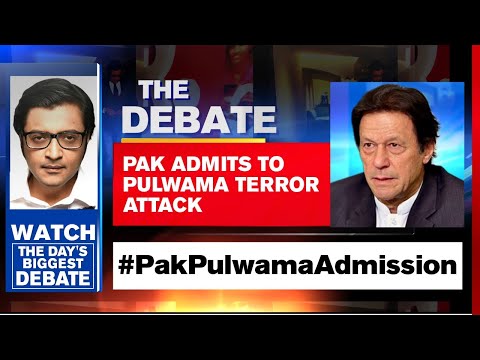 THE
DEBATE
PAK ADMITS TO
PULWAMA TERROR
ATTACK
WATCH
THE DAY'S
BIGGEST
DEBATE
#PakPulwamaAdmission